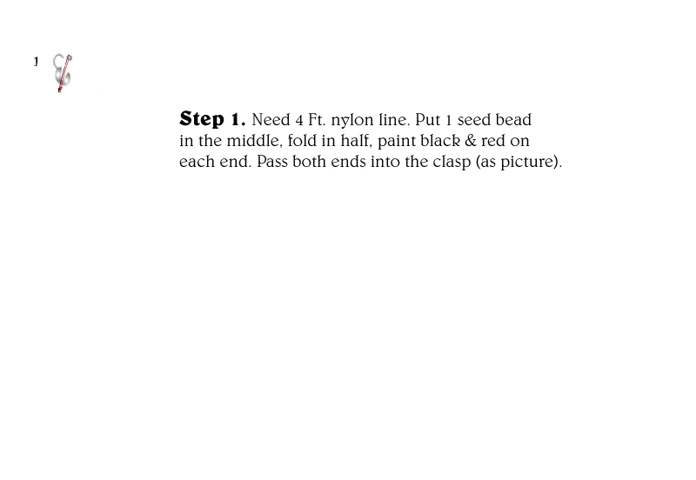 1
Step 1. Need 4 Ft. nylon line. Put 1 seed bead
in the middle, fold in half, paint black & red on
each end. Pass both ends into the clasp (as picture).